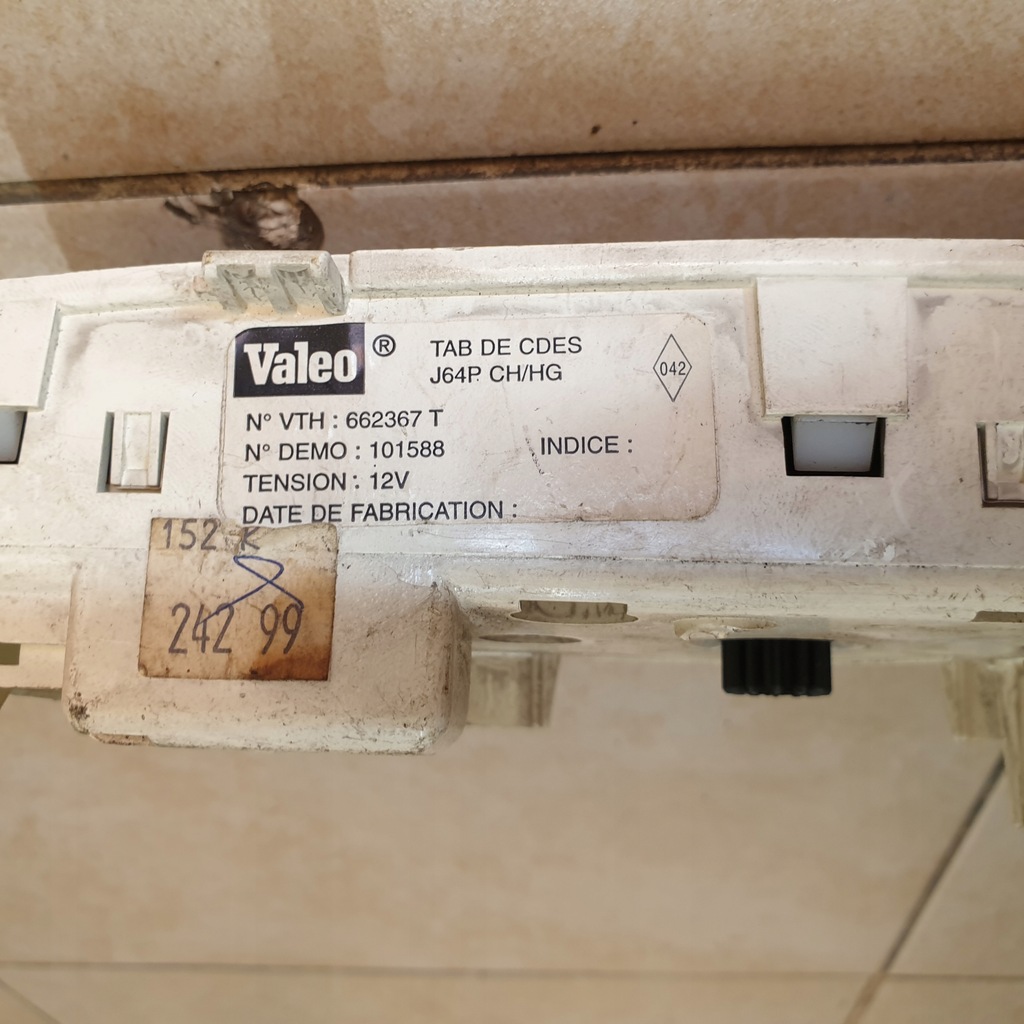 Valeo ®
TAB DE CDES
J64P CH/HG
042
N° VTH : 662367 T
N° DEMO : 101588
INDICE :
TENSION : 12V
DATE DE FABRICATION :
152 K
242 99